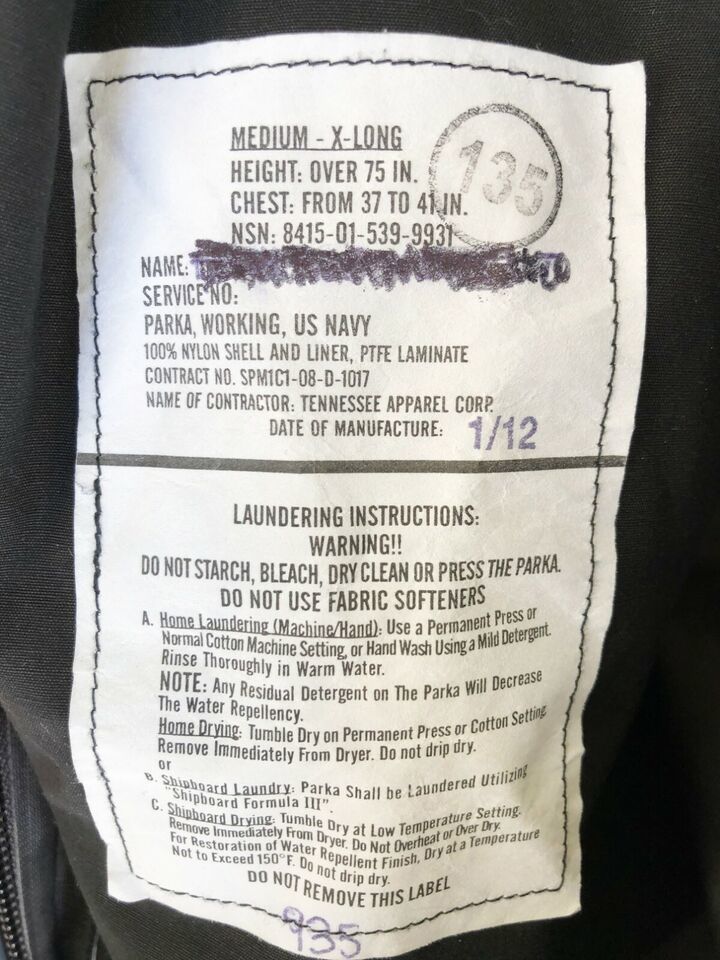 MEDIUM - X-LONG
135
HEIGHT: OVER 75 IN.
CHEST: FROM 37 TO 41 IN.
NSN: 8415-01-539-9931
NAME:
SERVICE NO:
PARKA, WORKING, US NAVY
100% NYLON SHELL AND LINER, PTFE LAMINATE
CONTRACT NO. SPM1C1-08-D-1017
NAME OF CONTRACTOR: TENNESSEE APPAREL CORP.
DATE OF MANUFACTURE: 1/12
LAUNDERING INSTRUCTIONS:
WARNING!!
DO NOT STARCH, BLEACH, DRY CLEAN OR PRESS THE PARKA.
DO NOT USE FABRIC SOFTENERS
A. Home Laundering (Machine/Hand): Use a Permanent Press or
Normal Cotton Machine Setting, or Hand Wash Using a Mild Detergent.
Rinse Thoroughly in Warm Water.
NOTE: Any Residual Detergent on The Parka Will Decrease
The Water Repellency.
Home Drying: Tumble Dry on Permanent Press or Cotton Setting
Remove Immediately From Dryer. Do not drip dry.
or
B. Shipboard Laundry: Parka Shall be Laundered Utilizing
"Shipboard Formula III".
C. Shipboard Drying: Tumble Dry at Low Temperature Setting.
Remove Immediately From Dryer. Do Not Overheat or Over Dry.
For Restoration of Water Repellent Finish, Dry at a Temperature
Not to Exceed 150°F. Do not drip dry.
DO NOT REMOVE THIS LABEL
935